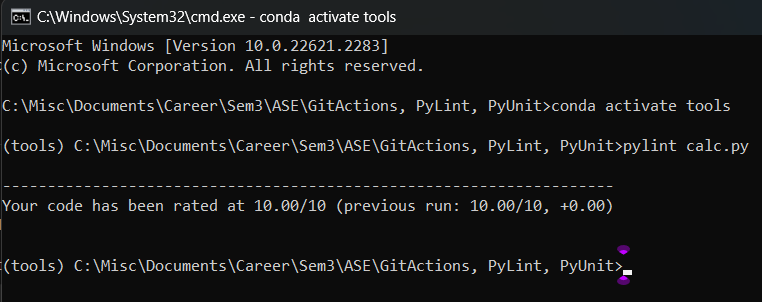 C:\Windows\System32\cmd.exe - conda  activate tools
Microsoft Windows [Version 10.0.22621.2283]
(c) Microsoft Corporation. All rights reserved.
C:\Misc\Documents\Career\Sem3\ASE\GitActions, PyLint, PyUnit>conda activate tools
(tools) C:\Misc\Documents\Career\Sem3\ASE\GitActions, PyLint, PyUnit>pylint calc.py
--------------------------------------------------------------------
Your code has been rated at 10.00/10 (previous run: 10.00/10, +0.00)
(tools) C:\Misc\Documents\Career\Sem3\ASE\GitActions, PyLint, PyUnit>